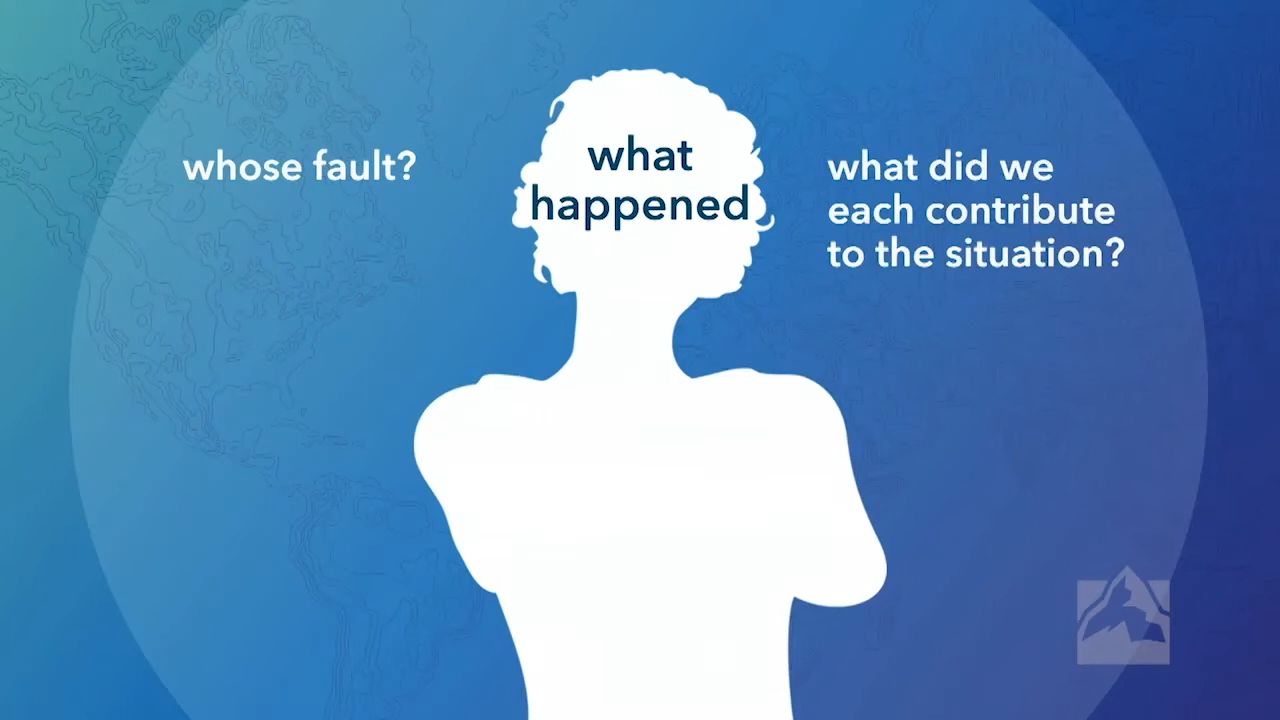 whose fault?
what
happened
what did we
each contribute
to the situation?